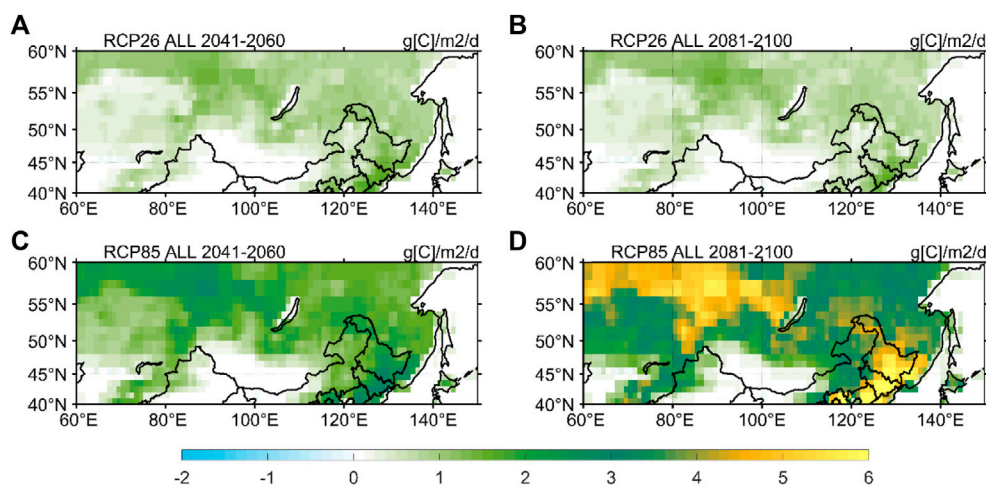 A
RCP26 ALL 2041-2060 g[C]/m2/d
60°N
55°N
50°N
45°N
40°N
60°E 80°E 100°E 120°E 140°E
B
RCP26 ALL 2081-2100 g[C]/m2/d
60°N
55°N
50°N
45°N
40°N
60°E 80°E 100°E 120°E 140°E
C
RCP85 ALL 2041-2060 g[C]/m2/d
60°N
55°N
50°N
45°N
40°N
60°E 80°E 100°E 120°E 140°E
D
RCP85 ALL 2081-2100 g[C]/m2/d
60°N
55°N
50°N
45°N
40°N
60°E 80°E 100°E 120°E 140°E
-2 -1 0 1 2 3 4 5 6